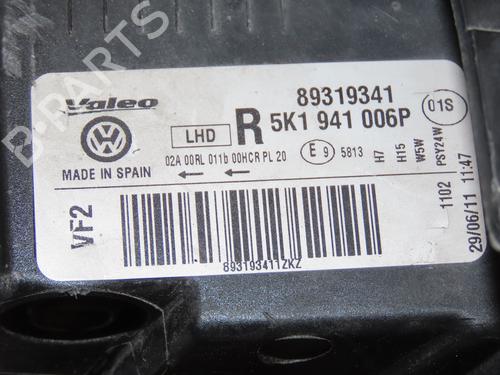 B-PARTS
Valeo
89319341
01S
LHD
R 5K1 941 006P
02A 00RL 011b 00HCR PL 20
E 9 5813
H7
H15
W5W
PSY24W
MADE IN SPAIN
VF2
1102
29/06/11 11:47
893193411ZKZ